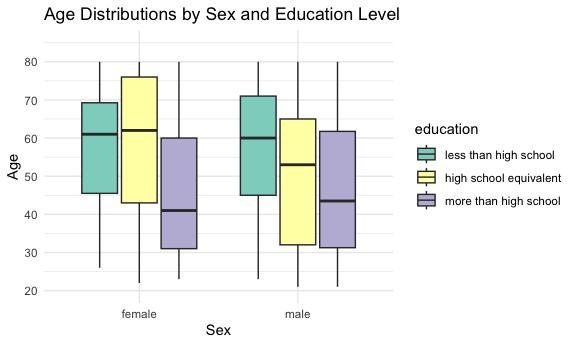 Age Distributions by Sex and Education Level
80
70
60
50
40
30
20
Age
female
male
Sex
education
less than high school
high school equivalent
more than high school